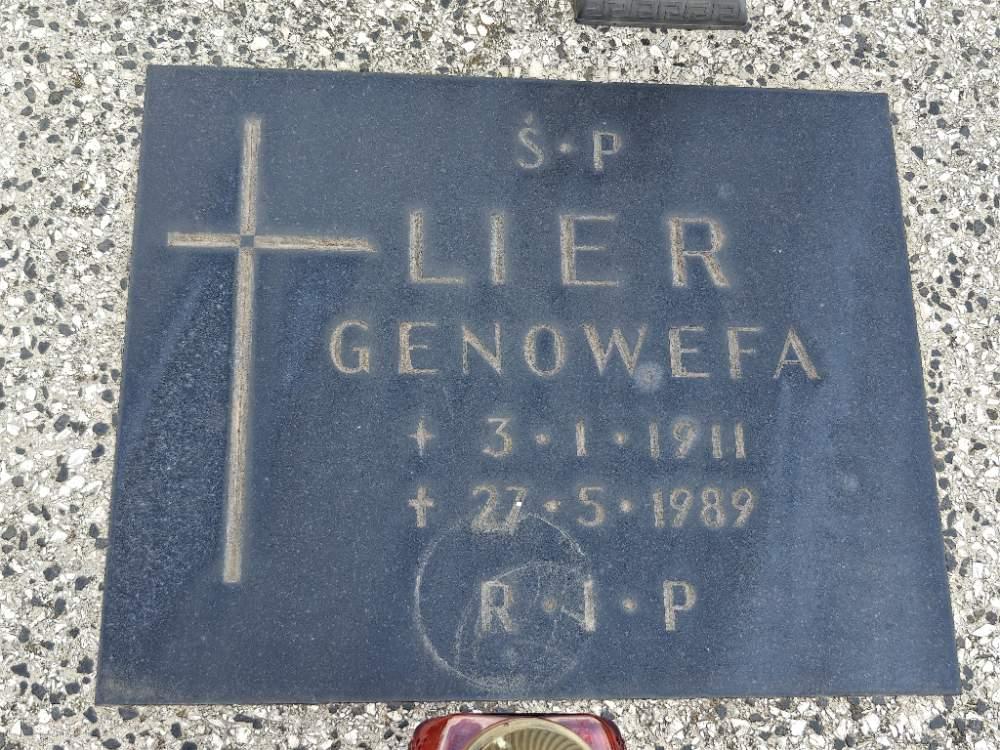 Ś·P
LIER
GENOWEFA
+ 3·1·1911
† 27·5·1989
R·I·P